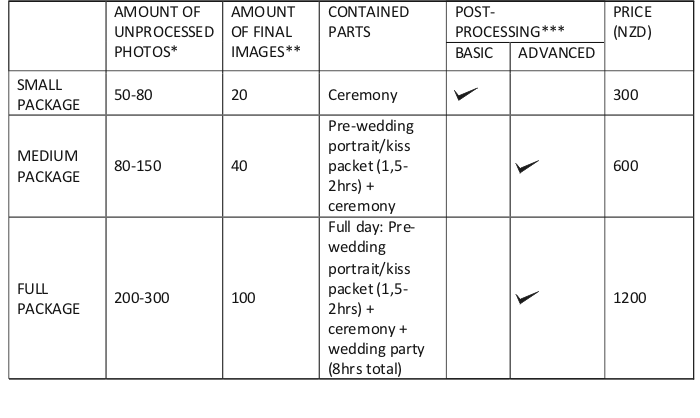 AMOUNT OF UNPROCESSED PHOTOS*
AMOUNT OF FINAL IMAGES**
CONTAINED PARTS
POST-PROCESSING***
BASIC
ADVANCED
PRICE (NZD)
SMALL PACKAGE
50-80
20
Ceremony
✓
300
MEDIUM PACKAGE
80-150
40
Pre-wedding
portrait/kiss
packet (1,5-
2hrs) +
ceremony
✓
600
FULL PACKAGE
200-300
100
Full day: Pre-
wedding
portrait/kiss
packet (1,5-
2hrs) +
ceremony +
wedding party
(8hrs total)
✓
1200